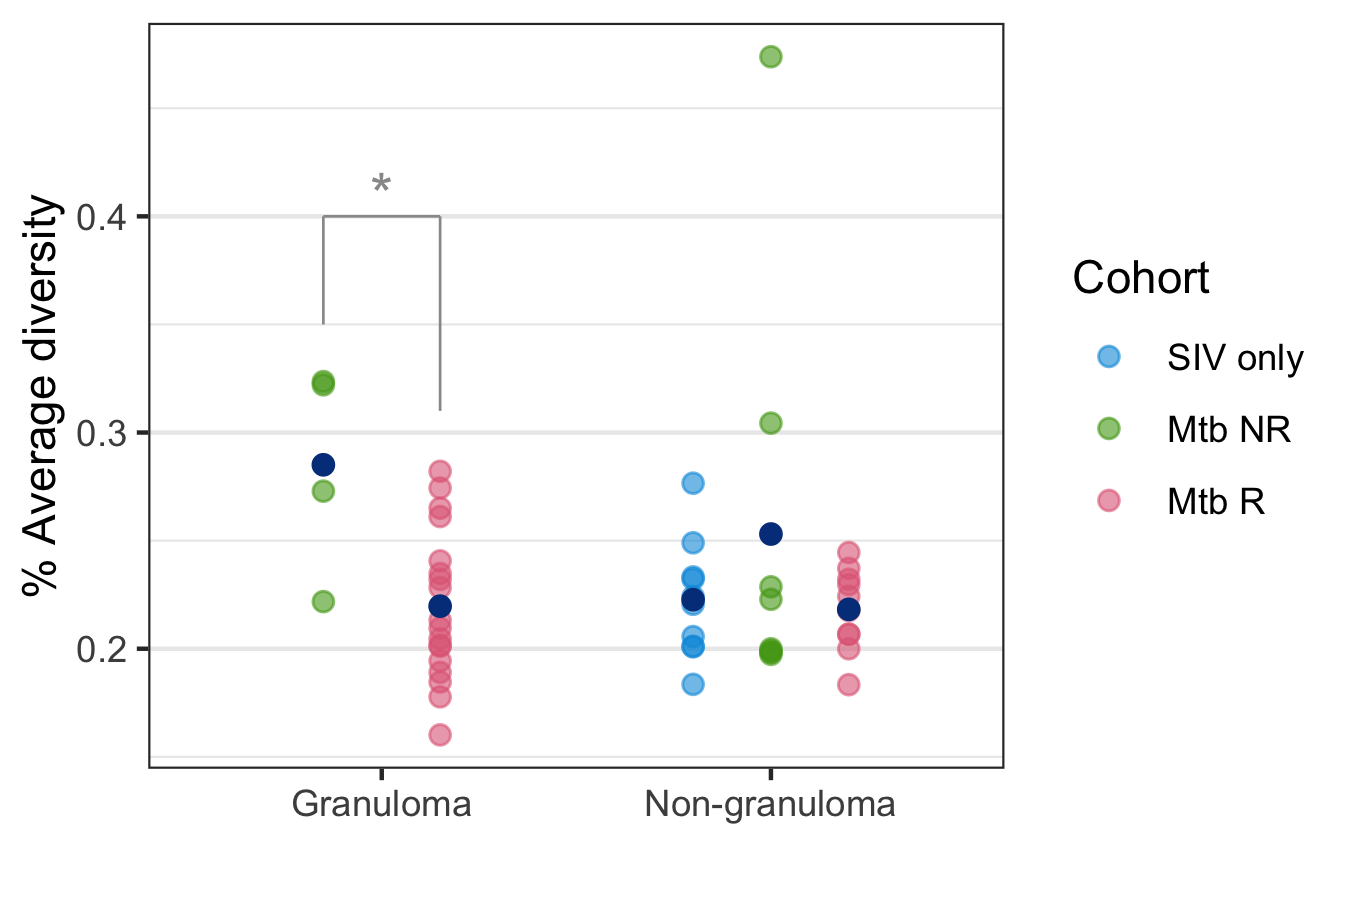 % Average diversity
0.4
0.3
0.2
*
Granuloma
Non-granuloma
Cohort
SIV only
Mtb NR
Mtb R